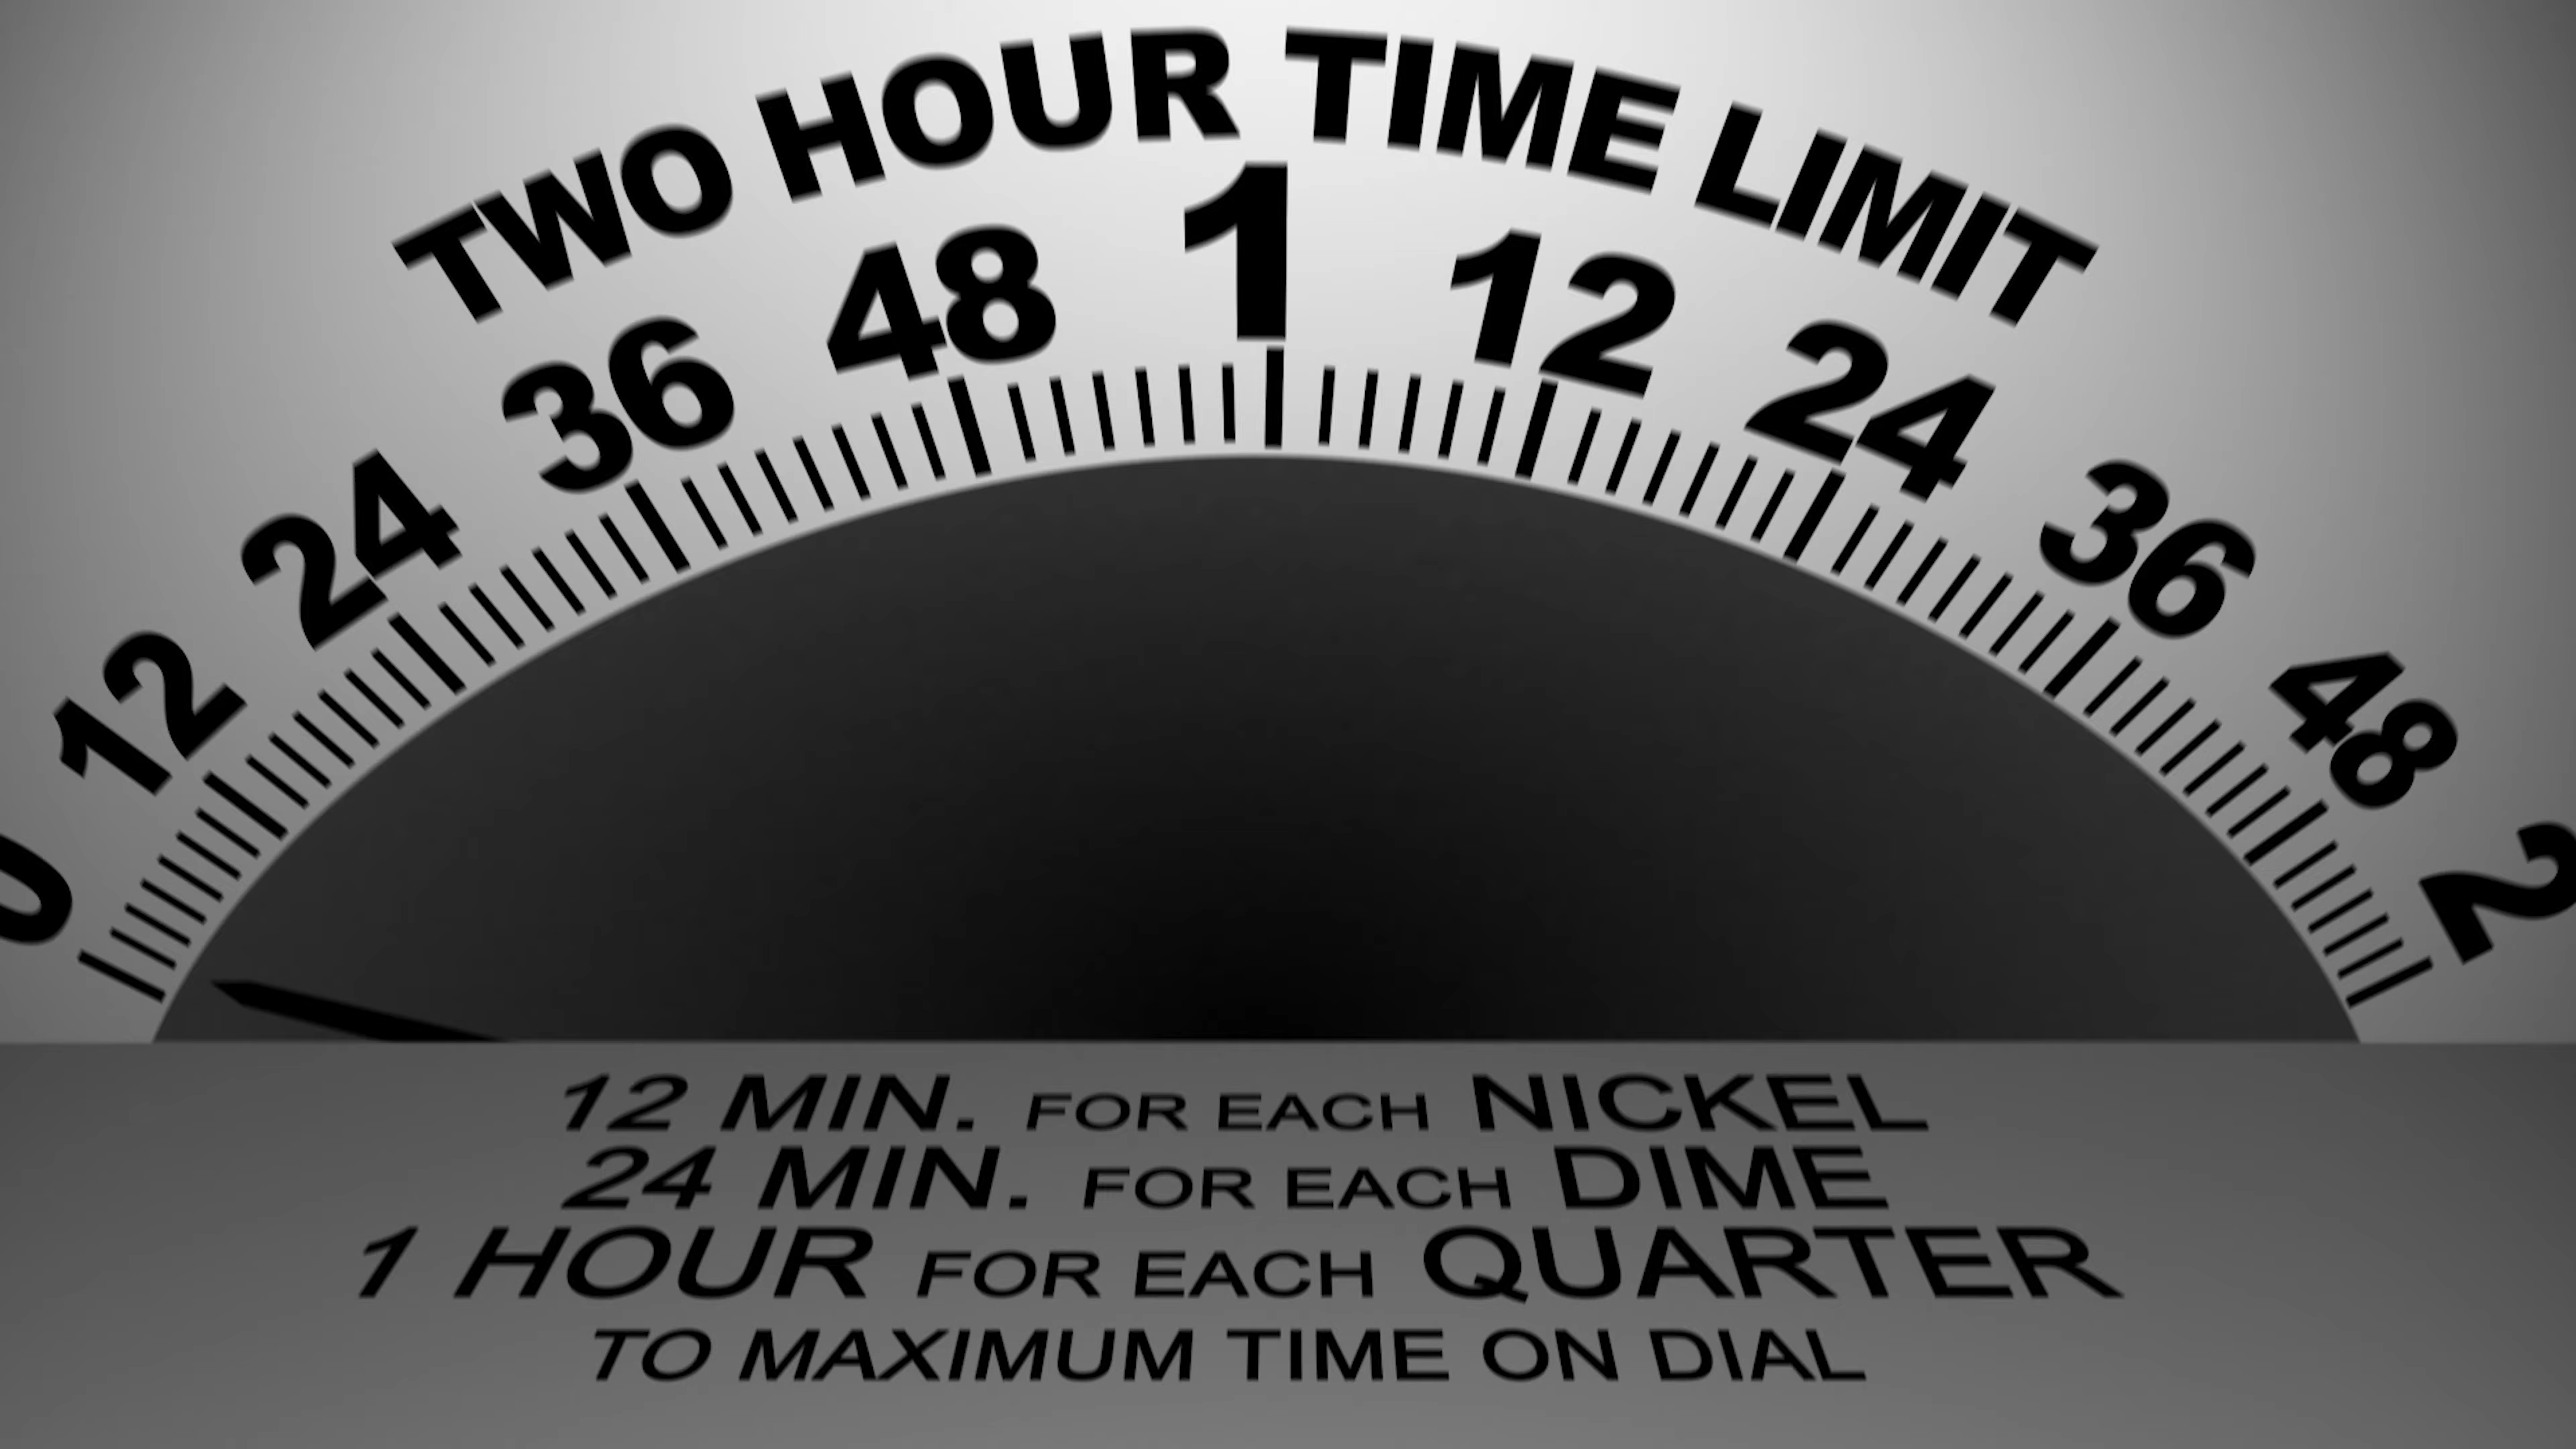 TWO HOUR TIME LIMIT
0 12 24 36 48 1 12 24 36 48 2
12 MIN. FOR EACH NICKEL
24 MIN. FOR EACH DIME
1 HOUR FOR EACH QUARTER
TO MAXIMUM TIME ON DIAL